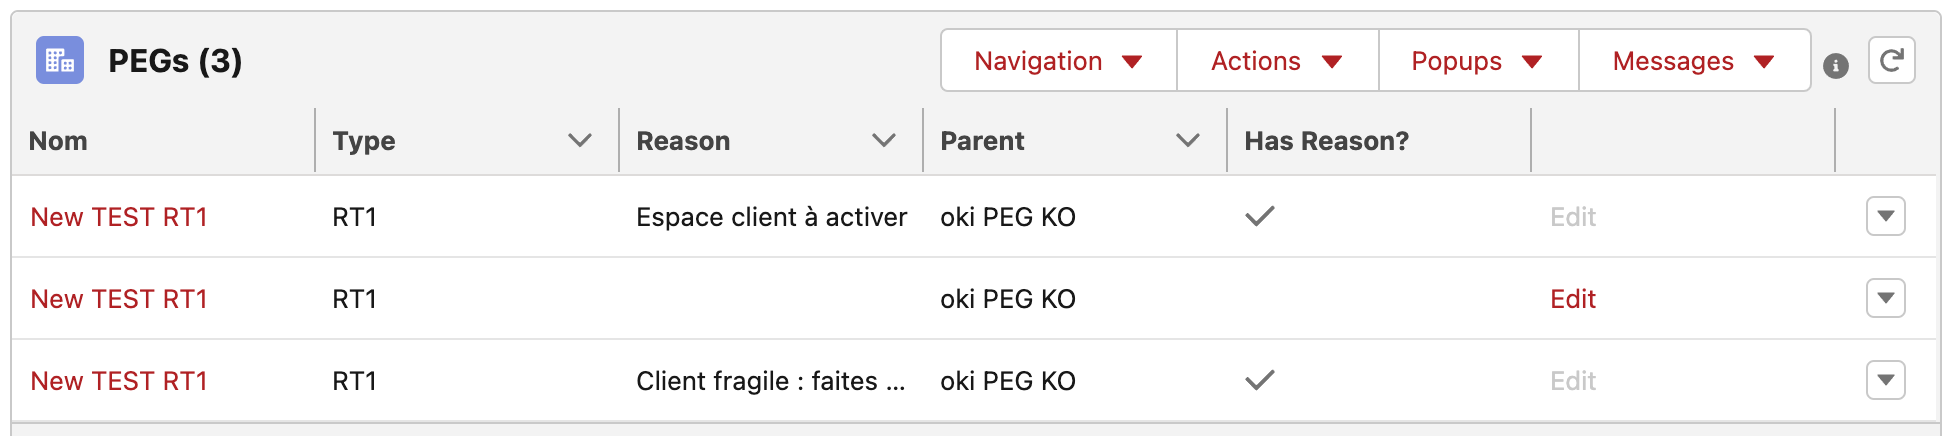 PEGs (3) Navigation Actions Popups Messages
Nom Type Reason Parent Has Reason?
New TEST RT1 RT1 Espace client à activer oki PEG KO Edit
New TEST RT1 RT1 oki PEG KO Edit
New TEST RT1 RT1 Client fragile : faites ... oki PEG KO Edit